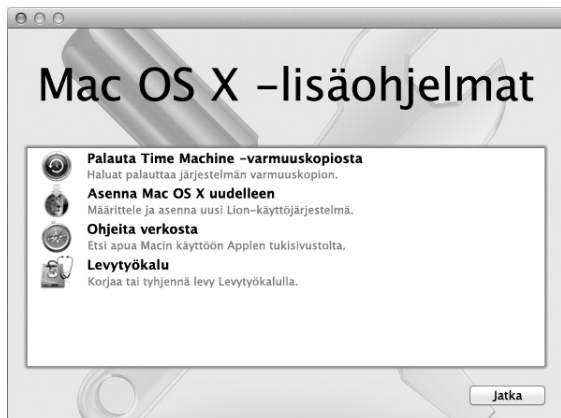 Mac OS X –lisäohjelmat
Palauta Time Machine –varmuuskopiosta
Haluat palauttaa järjestelmän varmuuskopion.
Asenna Mac OS X uudelleen
Määrittele ja asenna uusi Lion-käyttöjärjestelmä.
Ohjeita verkosta
Etsi apua Macin käyttöön Applen tukisivustolta.
Levytyökalu
Korjaa tai tyhjennä levy Levytyökalulla.
Jatka